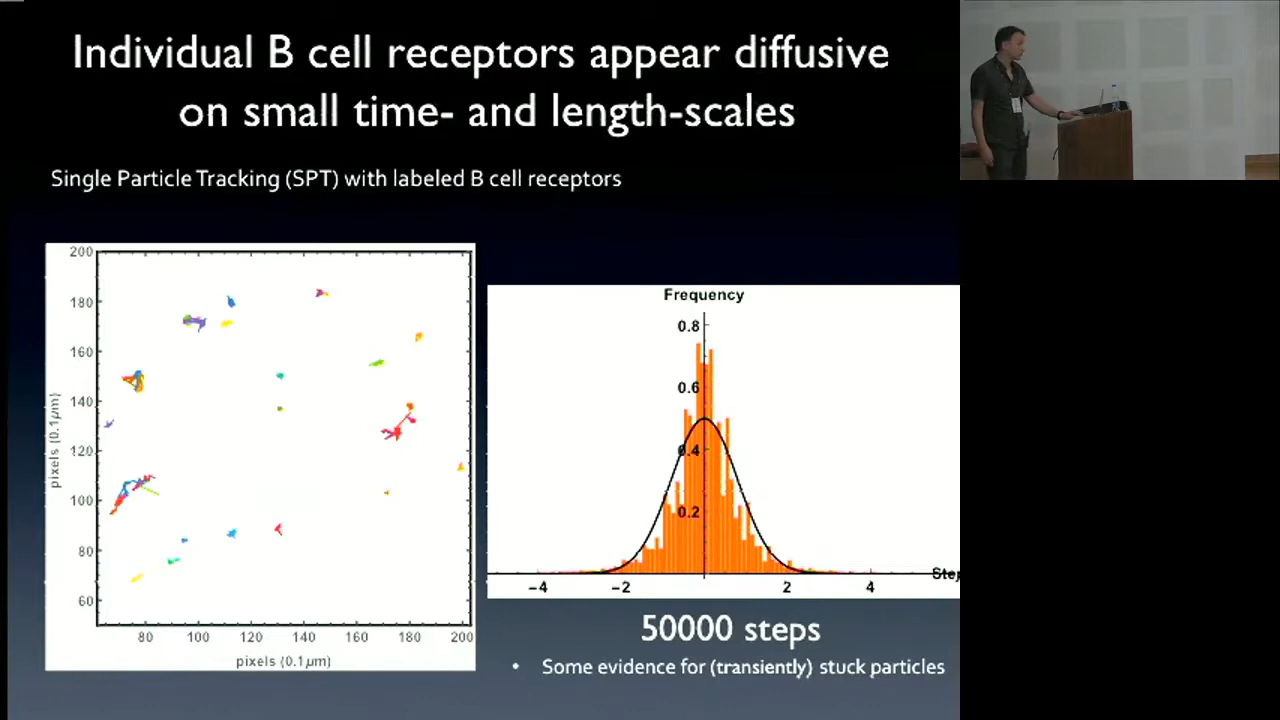 Individual B cell receptors appear diffusive
on small time- and length-scales
Single Particle Tracking (SPT) with labeled B cell receptors
200
180
160
140
120
100
80
60
pixels (0.1μm)
80 100 120 140 160 180 200
pixels (0.1μm)
Frequency
0.8
0.6
0.4
0.2
−4 −2 2 4
Step
50000 steps
• Some evidence for (transiently) stuck particles